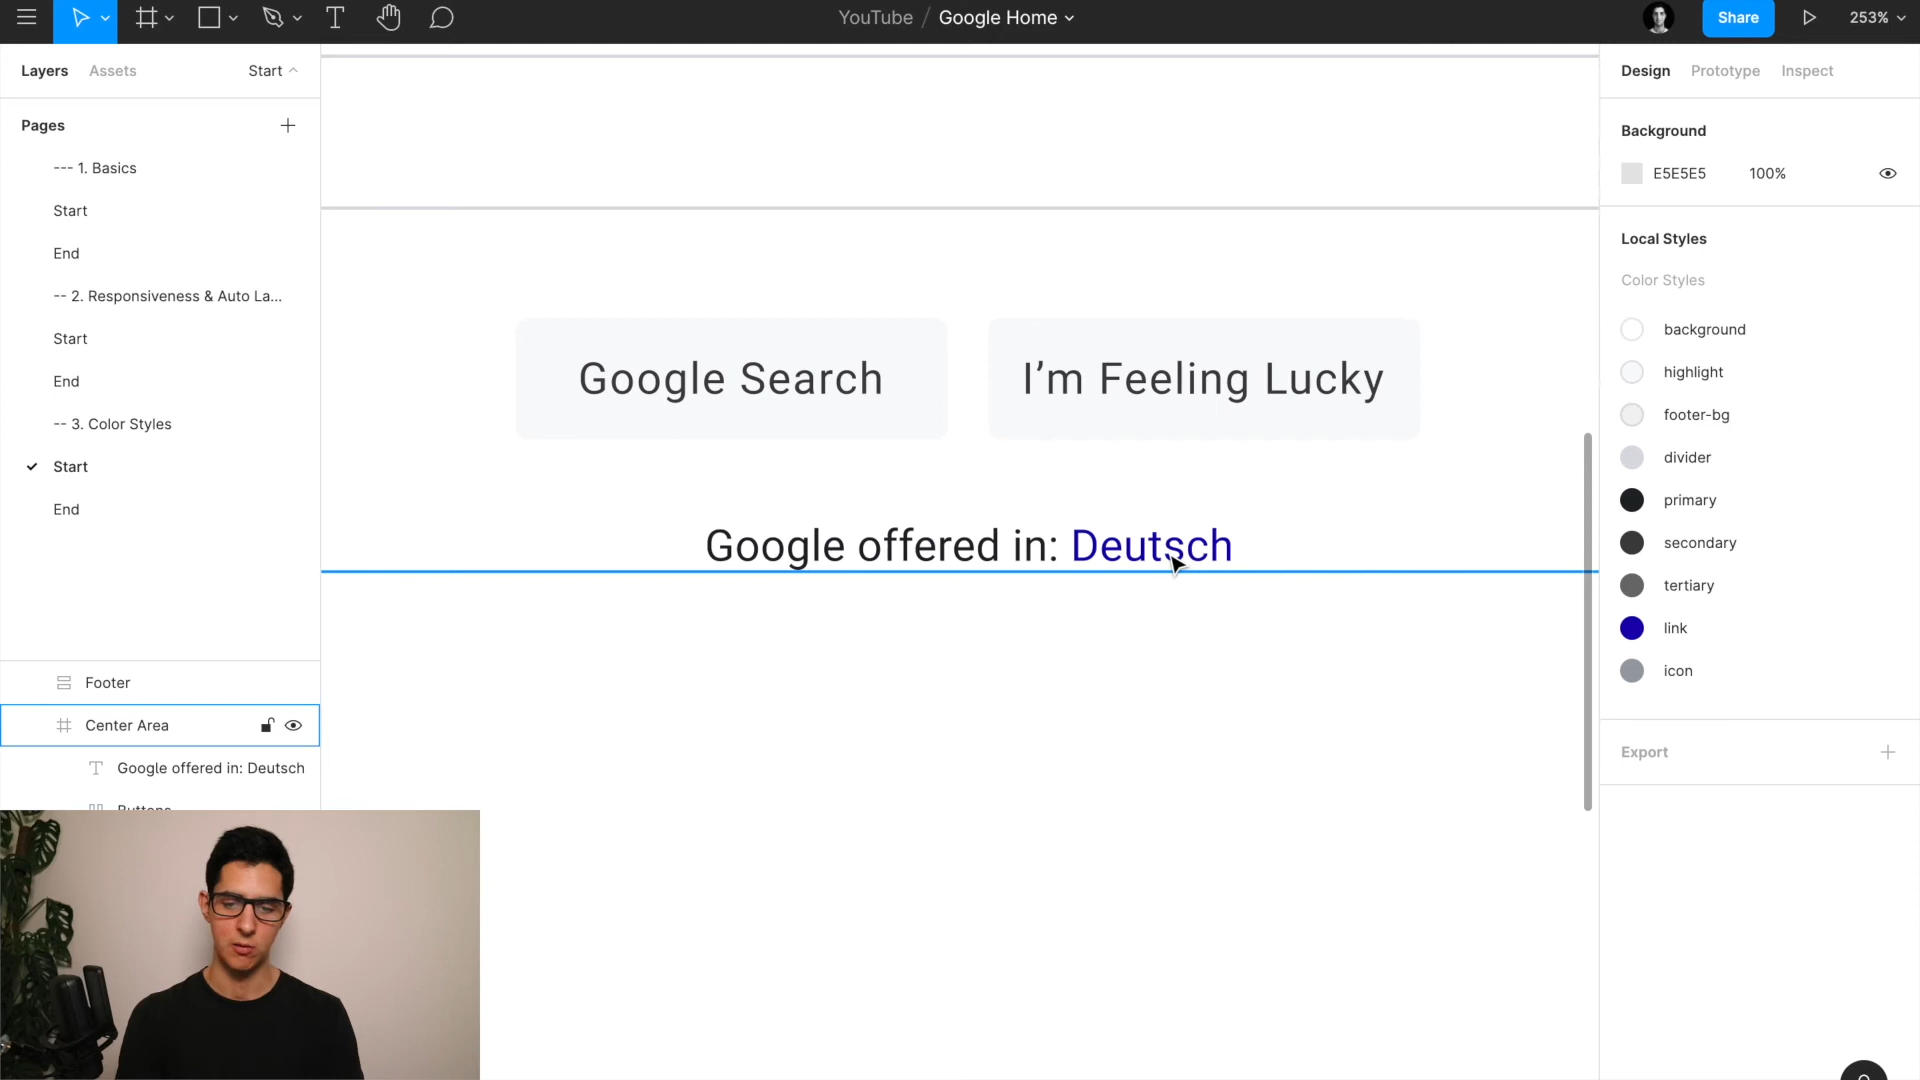 YouTube / Google Home
Share
253%
Layers
Assets
Start
Pages
--- 1. Basics
Start
End
-- 2. Responsiveness & Auto La...
Start
End
-- 3. Color Styles
Start
End
Footer
Center Area
Google offered in: Deutsch
Buttons
Google Search
I’m Feeling Lucky
Google offered in: Deutsch
Design
Prototype
Inspect
Background
E5E5E5
100%
Local Styles
Color Styles
background
highlight
footer-bg
divider
primary
secondary
tertiary
link
icon
Export